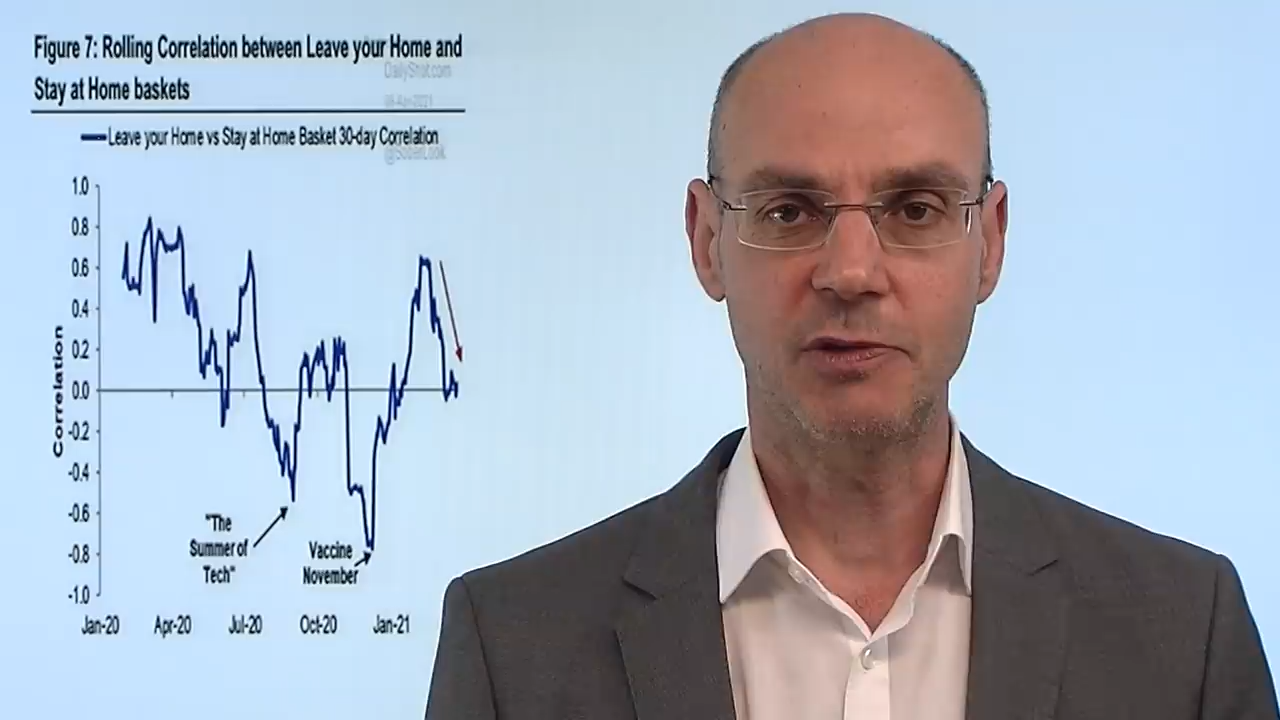 Figure 7: Rolling Correlation between Leave your Home and
DailyShot.com
Stay at Home baskets
Leave your Home vs Stay at Home Basket 30-day Correlation
@SoberLook
1.0
0.8
0.6
0.4
0.2
0.0
-0.2
-0.4
-0.6
-0.8
-1.0
Correlation
"The
Summer of
Tech"
Vaccine
November
Jan-20 Apr-20 Jul-20 Oct-20 Jan-21